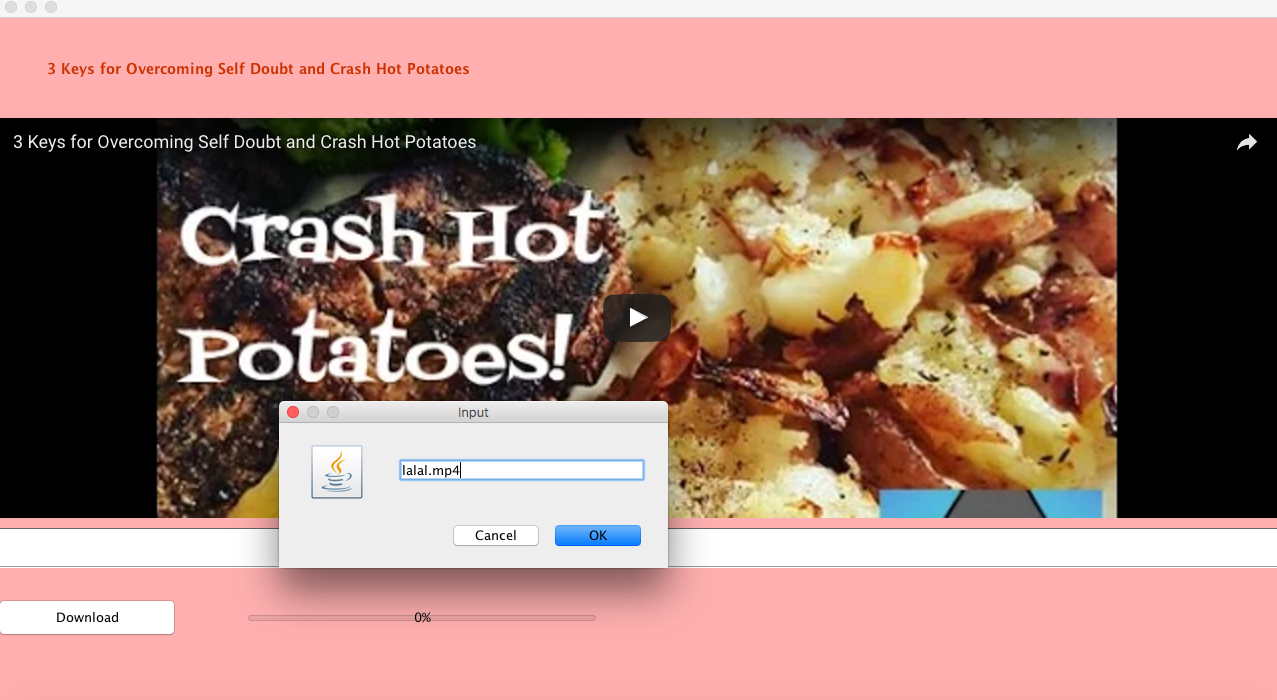 3 Keys for Overcoming Self Doubt and Crash Hot Potatoes
3 Keys for Overcoming Self Doubt and Crash Hot Potatoes
Crash Hot
Potatoes!
Input
lalal.mp4
Cancel
OK
Download
0%